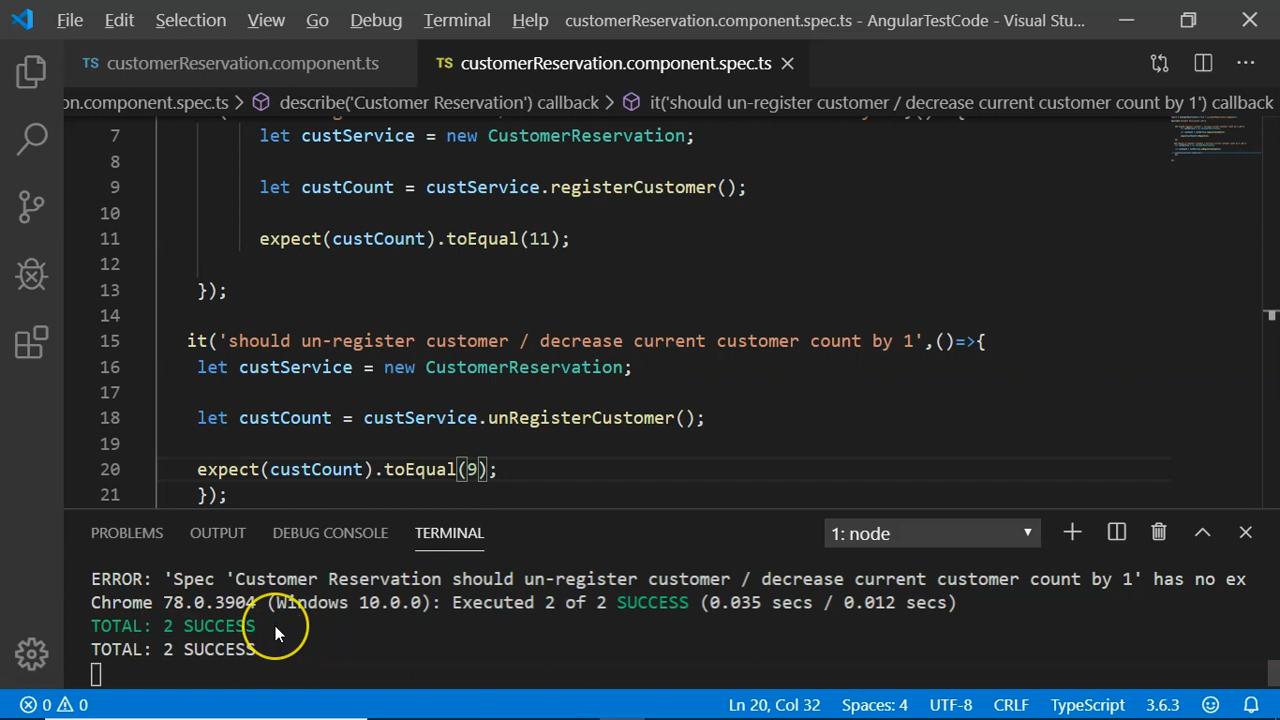 File Edit Selection View Go Debug Terminal Help customerReservation.component.spec.ts - AngularTestCode - Visual Stu...
TS customerReservation.component.ts TS customerReservation.component.spec.ts
on.component.spec.ts > describe('Customer Reservation') callback > it('should un-register customer / decrease current customer count by 1') callback
7 let custService = new CustomerReservation;
8
9 let custCount = custService.registerCustomer();
10
11 expect(custCount).toEqual(11);
12
13 });
14
15 it('should un-register customer / decrease current customer count by 1',()=>{
16 let custService = new CustomerReservation;
17
18 let custCount = custService.unRegisterCustomer();
19
20 expect(custCount).toEqual(9);
21 });
PROBLEMS OUTPUT DEBUG CONSOLE TERMINAL 1: node
ERROR: 'Spec 'Customer Reservation should un-register customer / decrease current customer count by 1' has no ex
Chrome 78.0.3904 (Windows 10.0.0): Executed 2 of 2 SUCCESS (0.035 secs / 0.012 secs)
TOTAL: 2 SUCCESS
TOTAL: 2 SUCCESS
0 0 Ln 20, Col 32 Spaces: 4 UTF-8 CRLF TypeScript 3.6.3